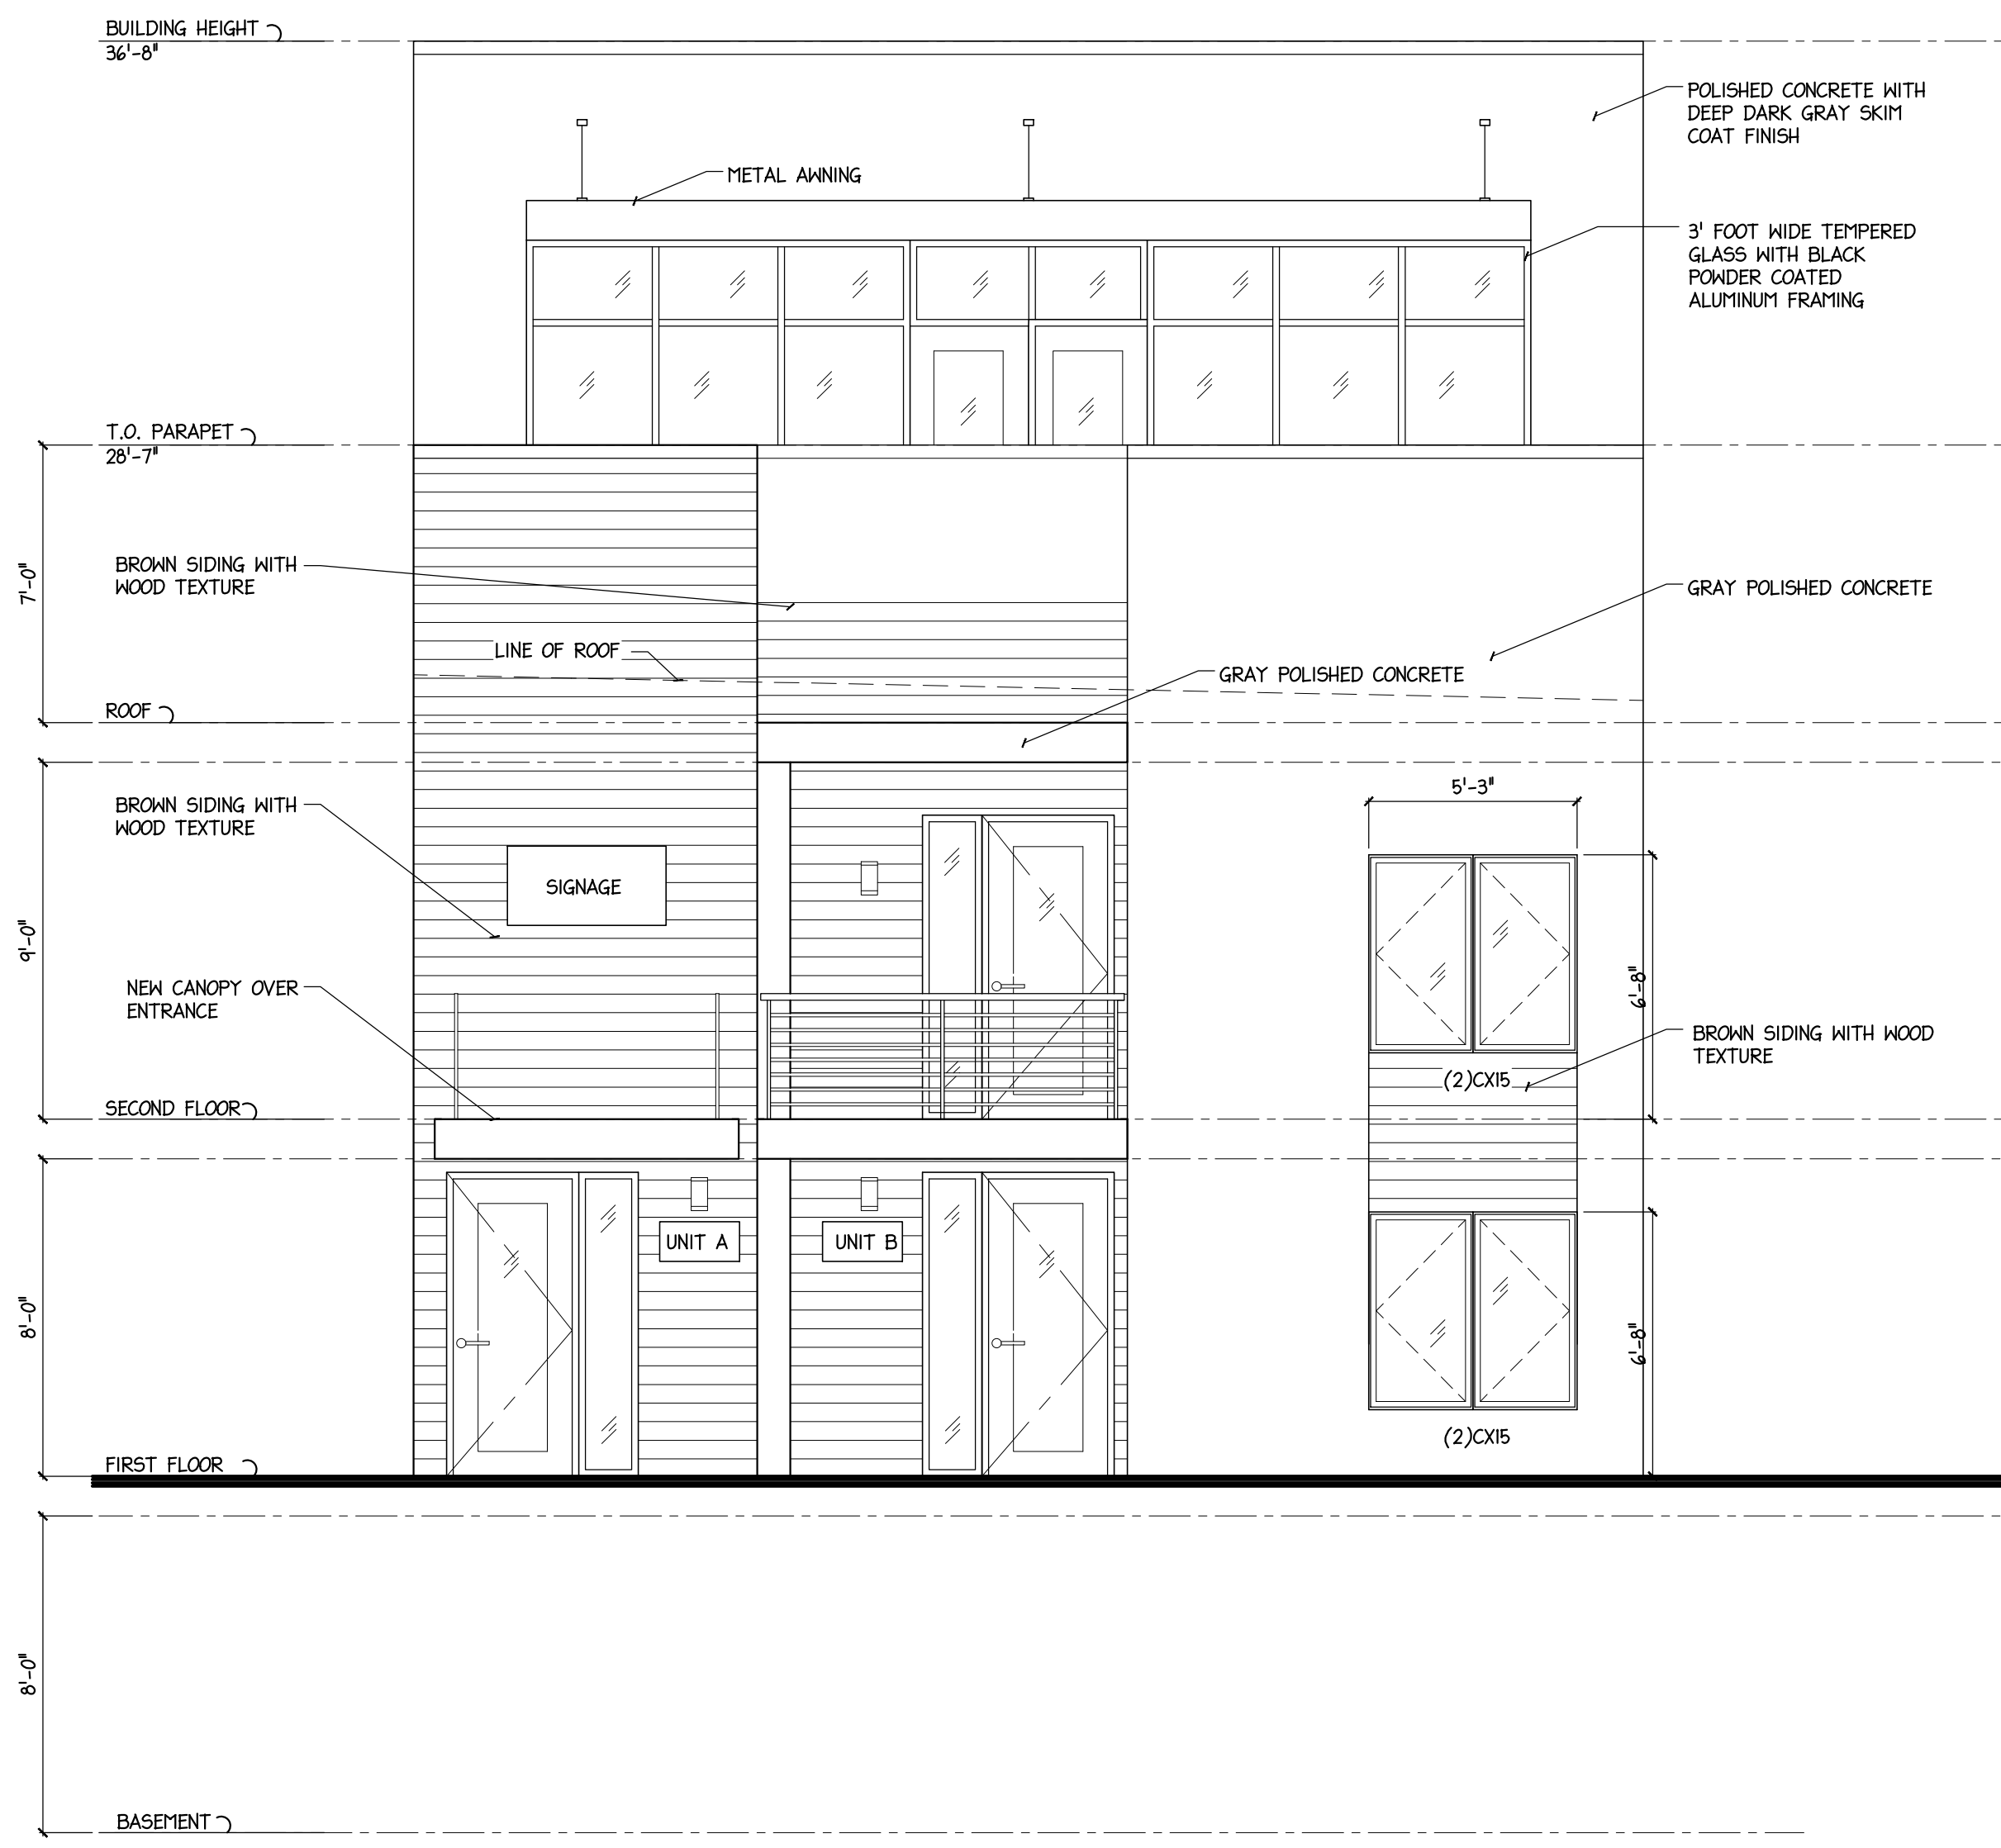 BUILDING HEIGHT
36'-8"
POLISHED CONCRETE WITH
DEEP DARK GRAY SKIM
COAT FINISH
METAL AWNING
3' FOOT WIDE TEMPERED
GLASS WITH BLACK
POWDER COATED
ALUMINUM FRAMING
T.O. PARAPET
28'-7"
7'-0"
BROWN SIDING WITH
WOOD TEXTURE
GRAY POLISHED CONCRETE
LINE OF ROOF
GRAY POLISHED CONCRETE
ROOF
5'-3"
BROWN SIDING WITH
WOOD TEXTURE
SIGNAGE
9'-0"
NEW CANOPY OVER
ENTRANCE
6'-8"
BROWN SIDING WITH WOOD
TEXTURE
(2)CX15
SECOND FLOOR
UNIT A
UNIT B
8'-0"
6'-8"
(2)CX15
FIRST FLOOR
8'-0"
BASEMENT